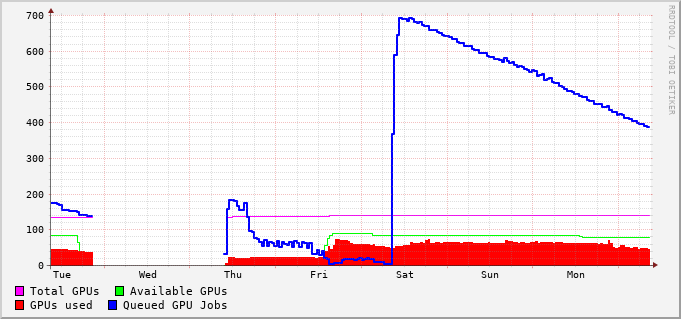 700
600
500
400
300
200
100
0
Tue Wed Thu Fri Sat Sun Mon
Total GPUs Available GPUs
GPUs used Queued GPU Jobs
RRDTOOL / TOBI OETIKER